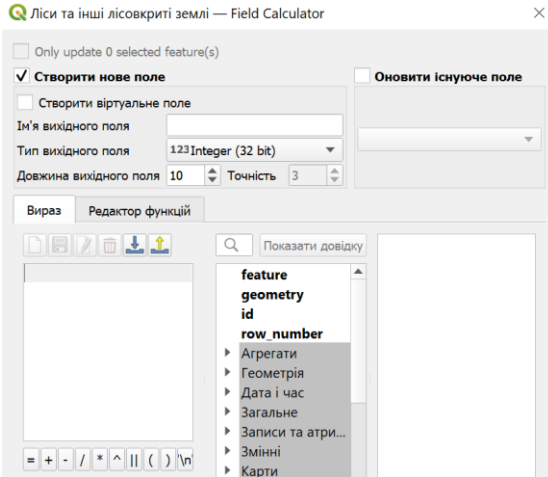 Ліси та інші лісовкриті землі — Field Calculator
Only update 0 selected feature(s)
Створити нове поле
Оновити існуюче поле
Створити віртуальне поле
Ім'я вихідного поля
Тип вихідного поля 123 Integer (32 bit)
Довжина вихідного поля 10 Точність 3
Вираз Редактор функцій
Показати довідку
feature
geometry
id
row_number
Агрегати
Геометрія
Дата і час
Загальне
Записи та атри...
Змінні
Карти
= + - / * ^ || ( ) '\n'